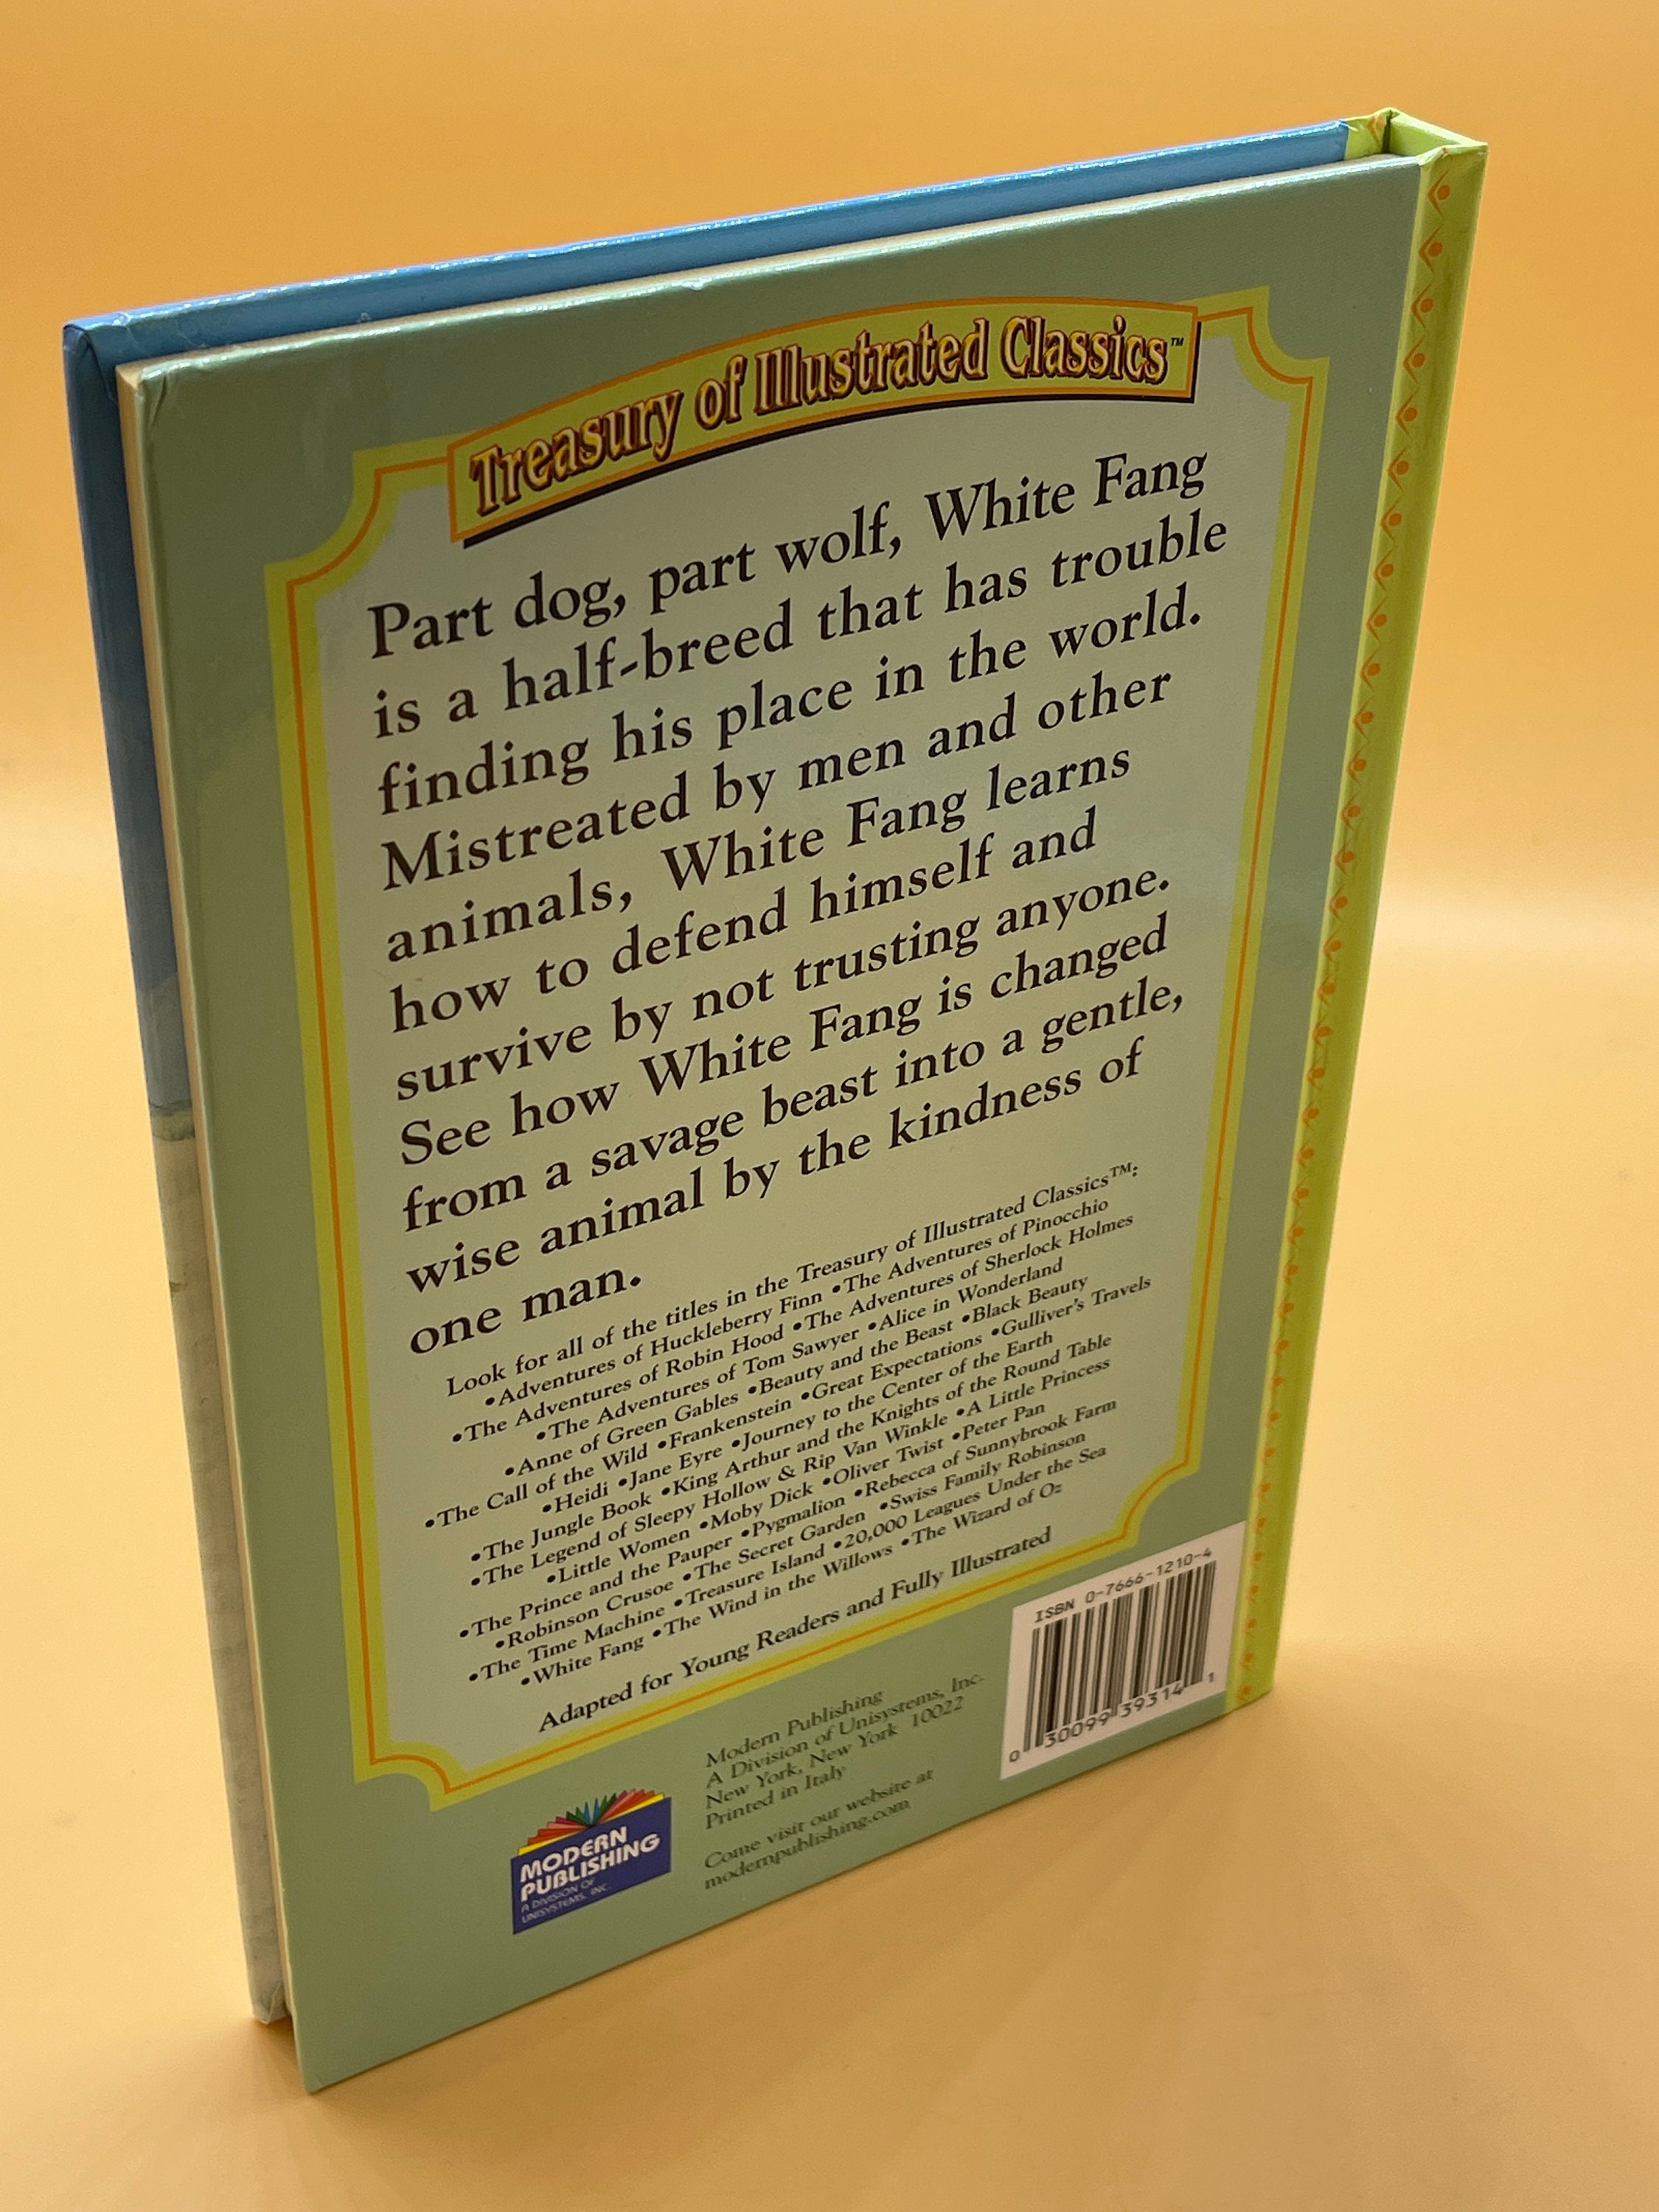 Treasury of Illustrated Classics™
Part dog, part wolf, White Fang
is a half-breed that has trouble
finding his place in the world.
Mistreated by men and other
animals, White Fang learns
how to defend himself and
survive by not trusting anyone.
See how White Fang is changed
from a savage beast into a gentle,
wise animal by the kindness of
one man.
Look for all of the titles in the Treasury of Illustrated Classics™:
•Adventures of Huckleberry Finn •The Adventures of Pinocchio
•The Adventures of Robin Hood •The Adventures of Sherlock Holmes
•The Adventures of Tom Sawyer •Alice in Wonderland
•Anne of Green Gables •Beauty and the Beast •Black Beauty
•The Call of the Wild •Frankenstein •Great Expectations •Gulliver's Travels
•Heidi •Jane Eyre •Journey to the Center of the Earth
•The Jungle Book •King Arthur and the Knights of the Round Table
•The Legend of Sleepy Hollow & Rip Van Winkle •A Little Princess
•Little Women •Moby Dick •Oliver Twist •Peter Pan
•The Prince and the Pauper •Pygmalion •Rebecca of Sunnybrook Farm
•Robinson Crusoe •The Secret Garden •Swiss Family Robinson
•The Time Machine •Treasure Island •20,000 Leagues Under the Sea
•White Fang •The Wind in the Willows •The Wizard of Oz
Adapted for Young Readers and Fully Illustrated
MODERN
PUBLISHING
A DIVISION OF
UNISYSTEMS, INC.
Modern Publishing
A Division of Unisystems, Inc.
New York, New York 10022
Printed in Italy
Come visit our website at
modernpublishing.com
ISBN 0-7666-1210-4
0 30099 39314 1